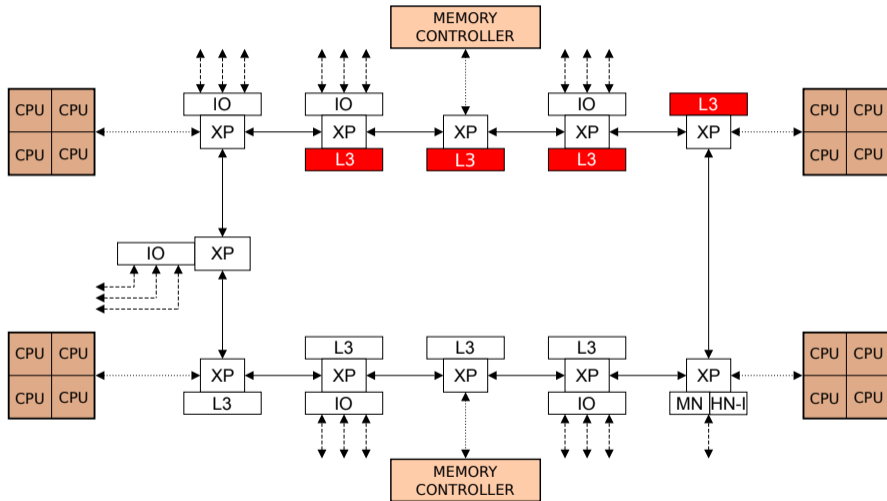 MEMORY
CONTROLLER
IO
IO
IO
L3
CPU CPU
CPU CPU
XP
XP
XP
XP
XP
CPU CPU
CPU CPU
L3
L3
L3
IO
XP
L3
L3
L3
CPU CPU
CPU CPU
XP
XP
XP
XP
XP
CPU CPU
CPU CPU
L3
IO
IO
MN HN-I
MEMORY
CONTROLLER